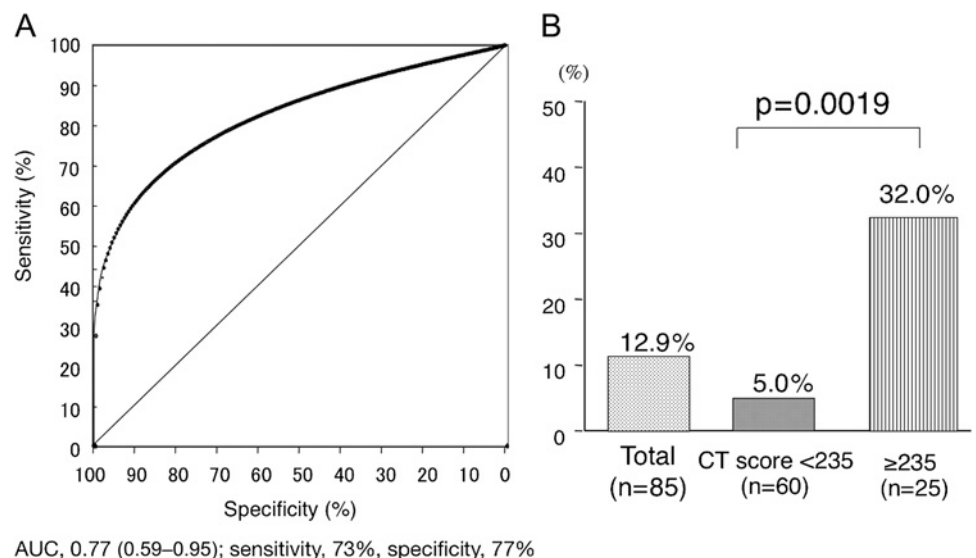 A
100
90
80
70
60
50
40
30
20
10
0
Sensitivity (%)
100 90 80 70 60 50 40 30 20 10 0
Specificity (%)
AUC, 0.77 (0.59–0.95); sensitivity, 73%, specificity, 77%
B
(%)
50
40
30
20
10
0
p=0.0019
12.9%
5.0%
32.0%
Total
(n=85)
CT score <235
(n=60)
≥235
(n=25)